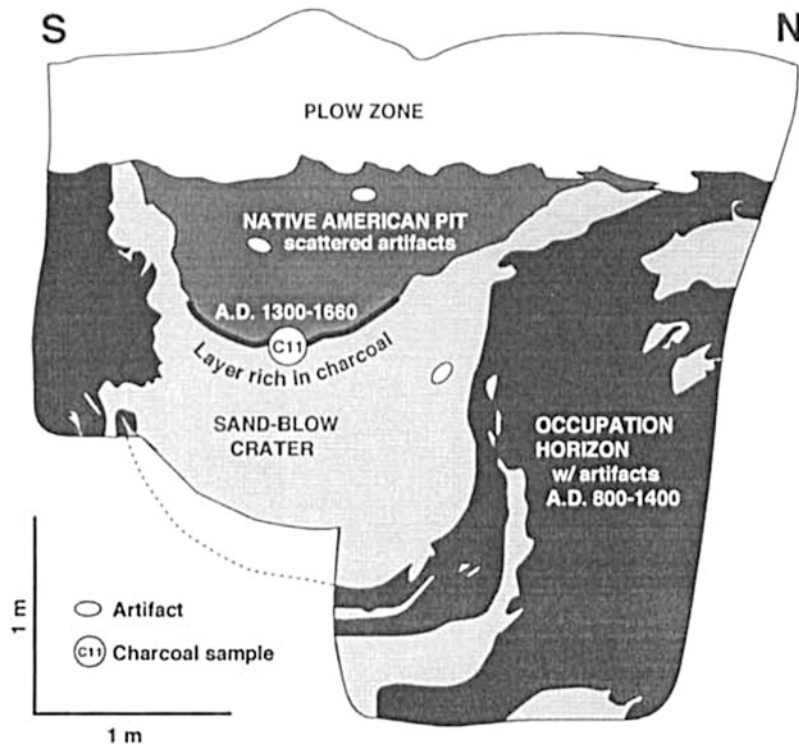 S
N
PLOW ZONE
NATIVE AMERICAN PIT
scattered artifacts
A.D. 1300-1660
C11
Layer rich in charcoal
SAND-BLOW
CRATER
OCCUPATION
HORIZON
w/ artifacts
A.D. 800-1400
1 m
Artifact
C11 Charcoal sample
1 m